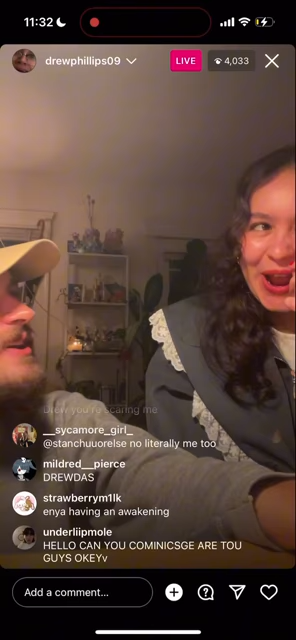 11:32
drewphillips09
LIVE
4,033
Drew you're scaring me
__sycamore_girl_
@stanchuuorelse no literally me too
mildred__pierce
DREWDAS
strawberrym1lk
enya having an awakening
underliipmole
HELLO CAN YOU COMINICSGE ARE TOU
GUYS OKEYv
Add a comment...